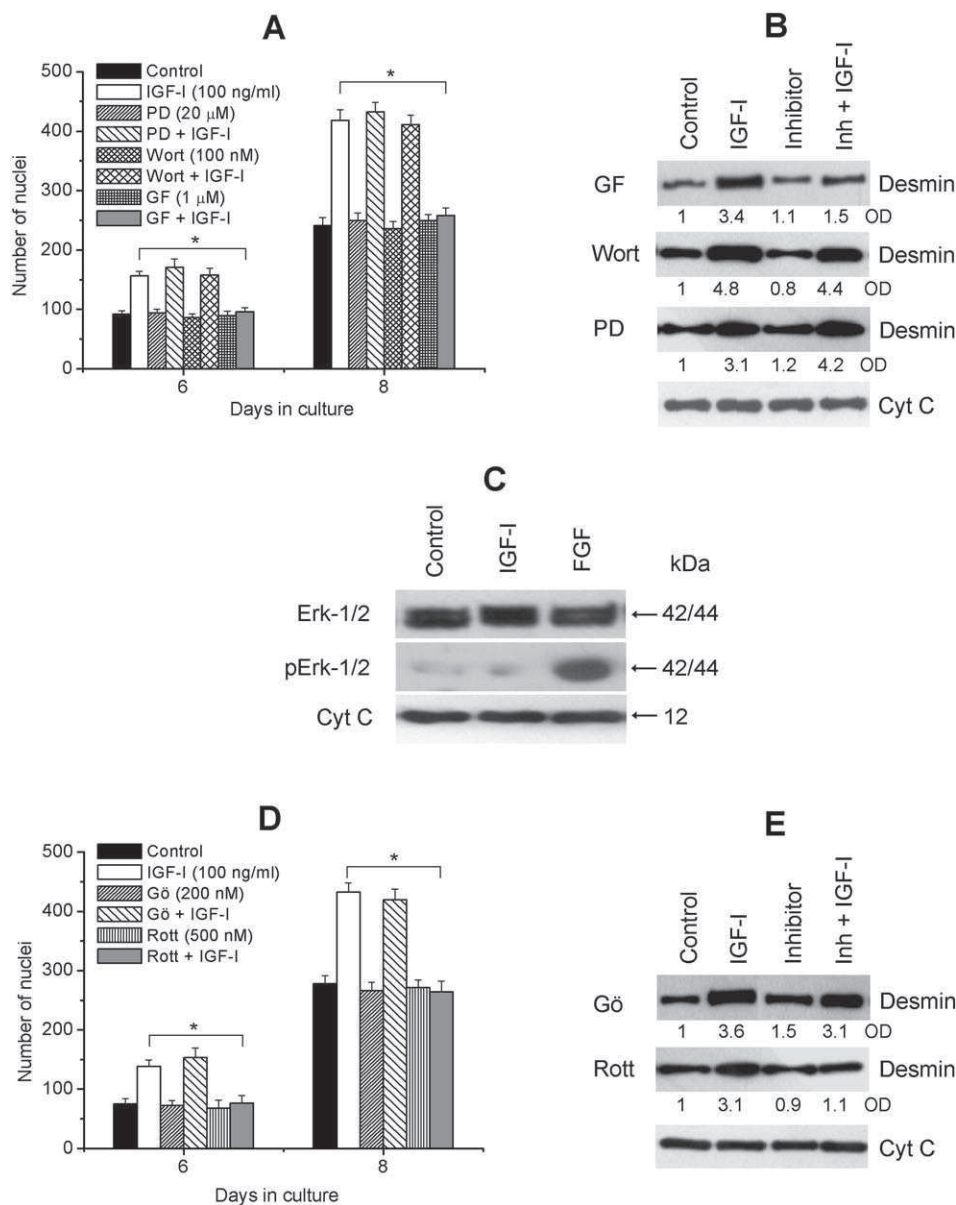 A
500
400
300
200
100
0
Number of nuclei
Control
IGF-I (100 ng/ml)
PD (20 μM)
PD + IGF-I
Wort (100 nM)
Wort + IGF-I
GF (1 μM)
GF + IGF-I
*
*
6
8
Days in culture
B
Control
IGF-I
Inhibitor
Inh + IGF-I
GF
Desmin
1 3.4 1.1 1.5 OD
Wort
Desmin
1 4.8 0.8 4.4 OD
PD
Desmin
1 3.1 1.2 4.2 OD
Cyt C
C
Control
IGF-I
FGF
kDa
Erk-1/2 ← 42/44
pErk-1/2 ← 42/44
Cyt C ← 12
D
500
400
300
200
100
0
Number of nuclei
Control
IGF-I (100 ng/ml)
Gö (200 nM)
Gö + IGF-I
Rott (500 nM)
Rott + IGF-I
*
*
6
8
Days in culture
E
Control
IGF-I
Inhibitor
Inh + IGF-I
Gö
Desmin
1 3.6 1.5 3.1 OD
Rott
Desmin
1 3.1 0.9 1.1 OD
Cyt C